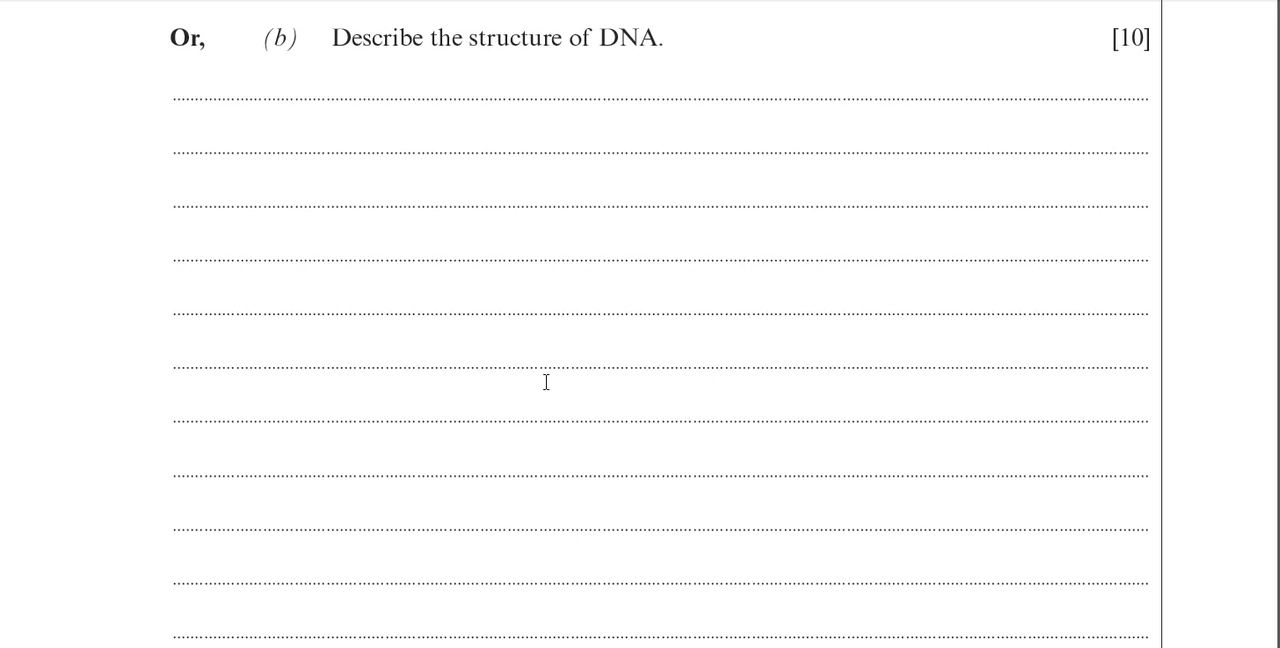 Or, (b) Describe the structure of DNA. [10]